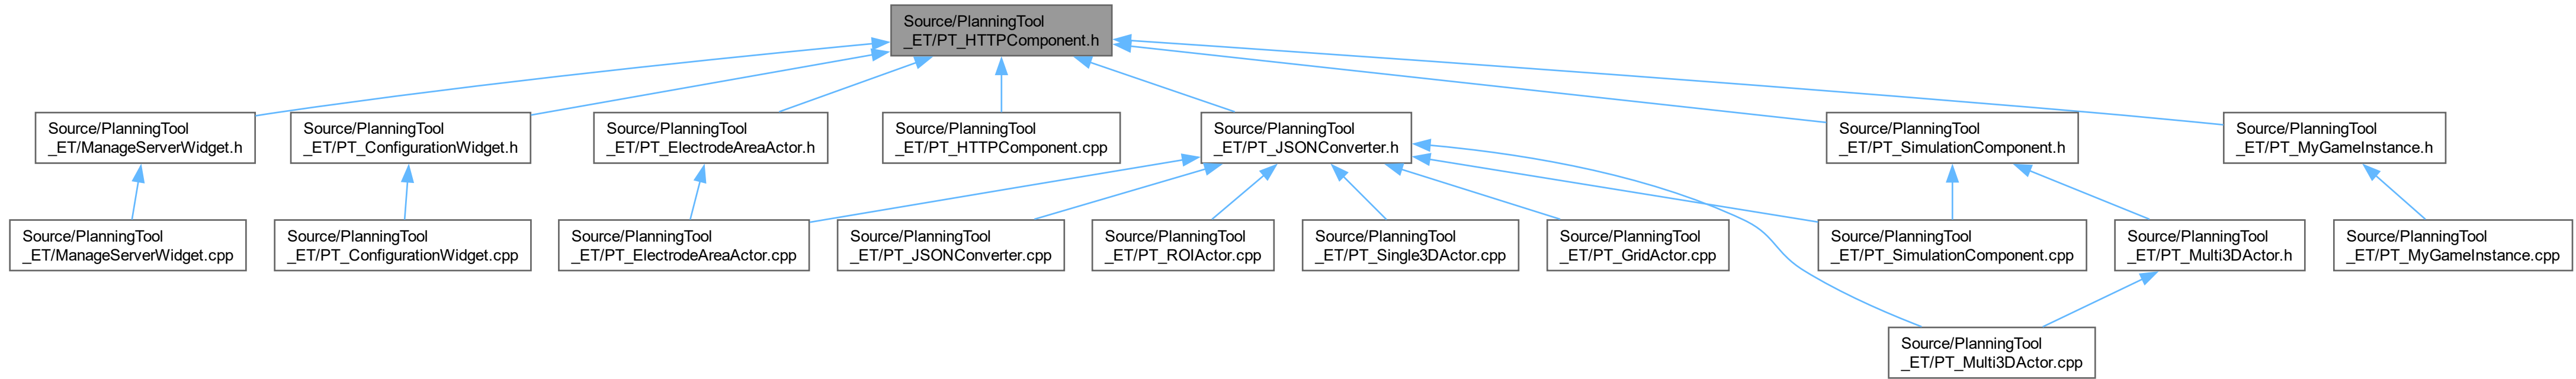 Source/PlanningTool
_ET/PT_HTTPComponent.h
Source/PlanningTool
_ET/ManageServerWidget.h
Source/PlanningTool
_ET/PT_ConfigurationWidget.h
Source/PlanningTool
_ET/PT_ElectrodeAreaActor.h
Source/PlanningTool
_ET/PT_HTTPComponent.cpp
Source/PlanningTool
_ET/PT_JSONConverter.h
Source/PlanningTool
_ET/PT_SimulationComponent.h
Source/PlanningTool
_ET/PT_MyGameInstance.h
Source/PlanningTool
_ET/ManageServerWidget.cpp
Source/PlanningTool
_ET/PT_ConfigurationWidget.cpp
Source/PlanningTool
_ET/PT_ElectrodeAreaActor.cpp
Source/PlanningTool
_ET/PT_JSONConverter.cpp
Source/PlanningTool
_ET/PT_ROIActor.cpp
Source/PlanningTool
_ET/PT_Single3DActor.cpp
Source/PlanningTool
_ET/PT_GridActor.cpp
Source/PlanningTool
_ET/PT_SimulationComponent.cpp
Source/PlanningTool
_ET/PT_Multi3DActor.h
Source/PlanningTool
_ET/PT_MyGameInstance.cpp
Source/PlanningTool
_ET/PT_Multi3DActor.cpp